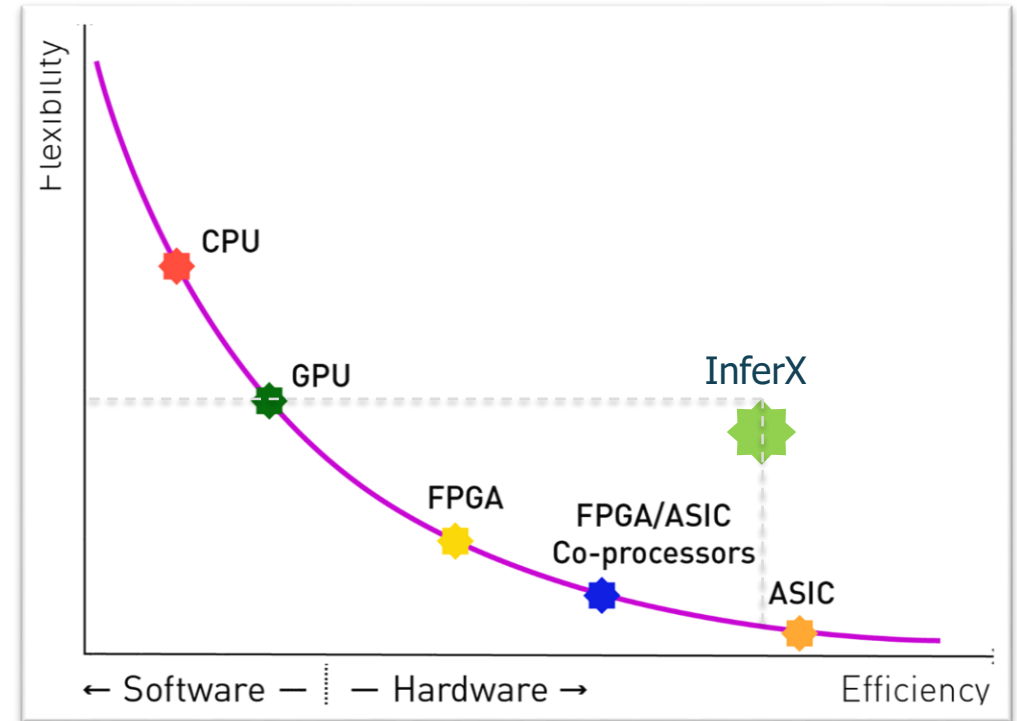 Flexibility
CPU
GPU
InferX
FPGA
FPGA/ASIC
Co-processors
ASIC
← Software — — Hardware →
Efficiency